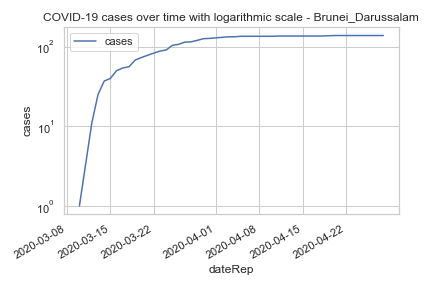 COVID-19 cases over time with logarithmic scale - Brunei_Darussalam
cases
10²
10¹
10⁰
cases
2020-03-08
2020-03-15
2020-03-22
2020-04-01
2020-04-08
2020-04-15
2020-04-22
dateRep